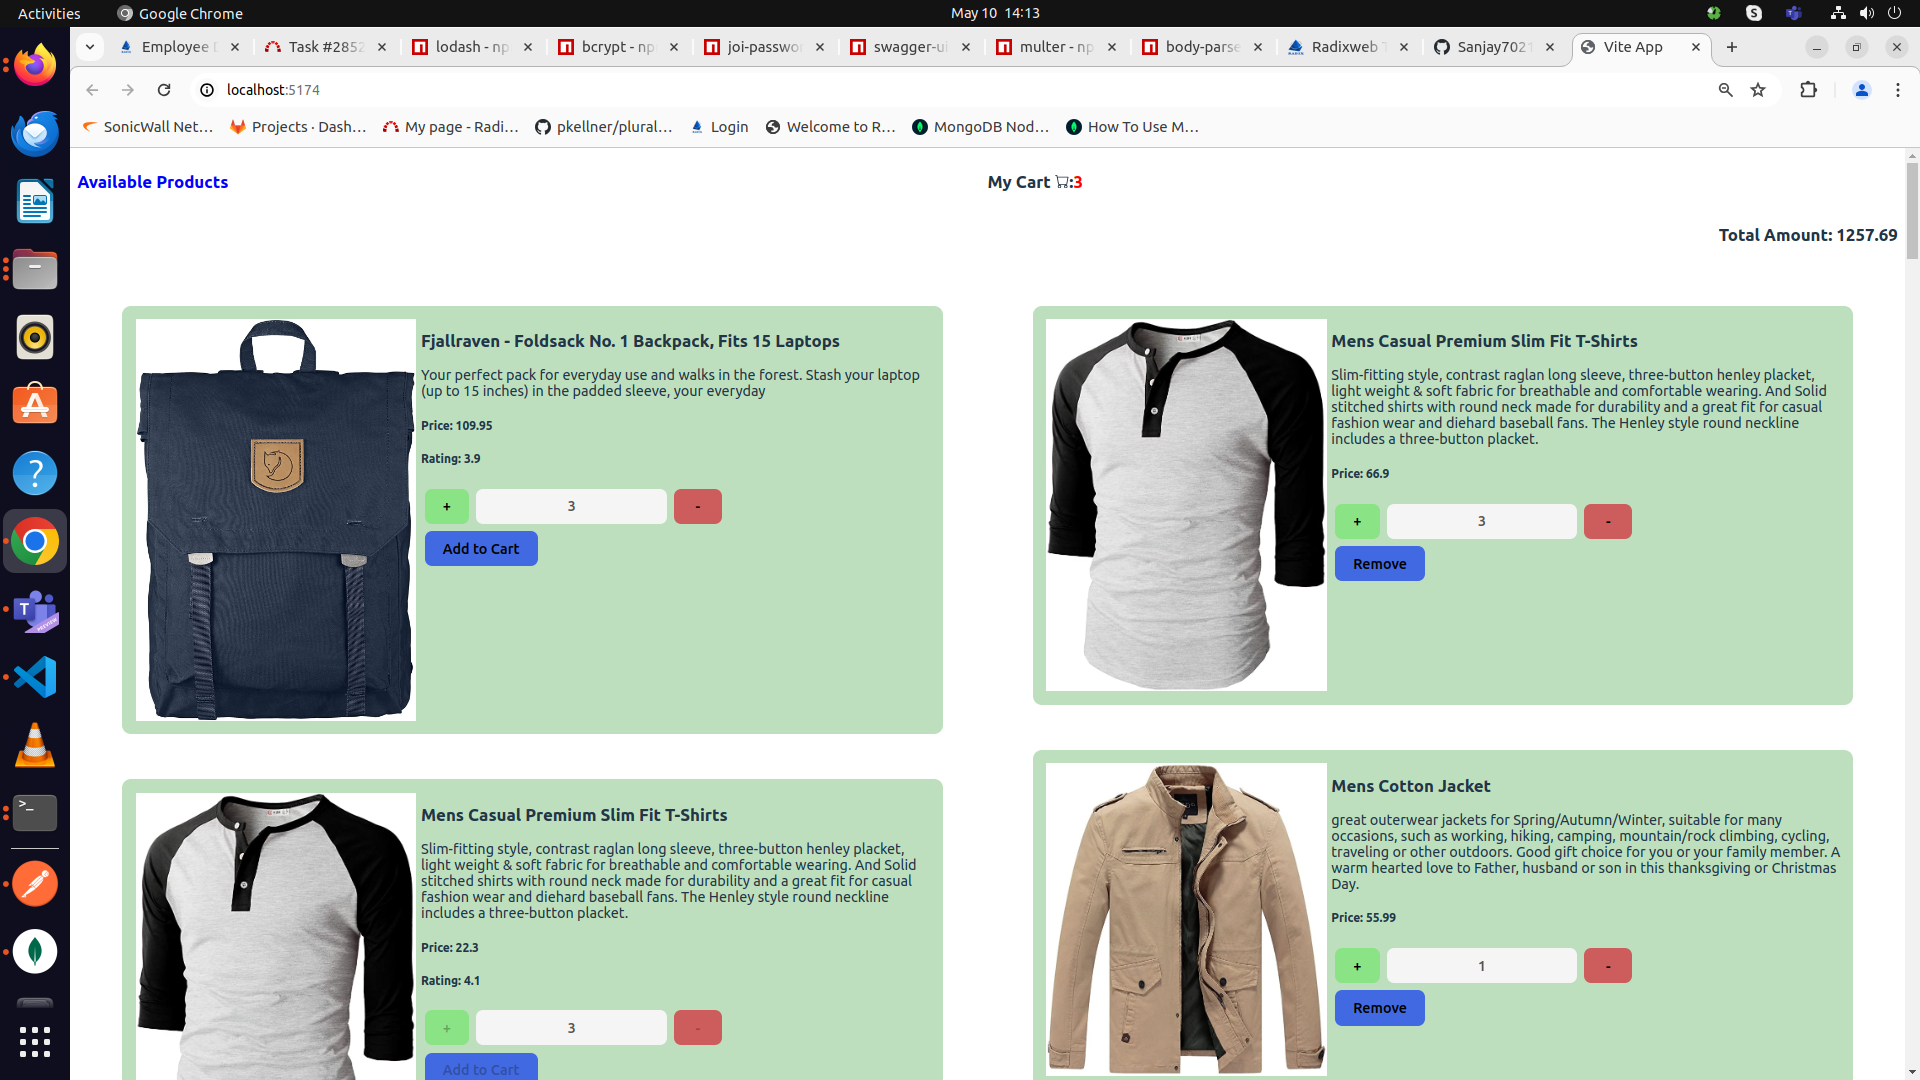 Activities
Google Chrome
May 10 14:13
Employee
Task #2852
lodash - np
bcrypt - np
joi-passwo
swagger-ui
multer - np
body-parse
Radixweb
Sanjay7021
Vite App
localhost:5174
SonicWall Net...
Projects · Dash...
My page - Radi...
pkellner/plural...
Login
Welcome to R...
MongoDB Nod...
How To Use M...
Available Products
My Cart :3
Total Amount: 1257.69
Fjallraven - Foldsack No. 1 Backpack, Fits 15 Laptops
Your perfect pack for everyday use and walks in the forest. Stash your laptop
(up to 15 inches) in the padded sleeve, your everyday
Price: 109.95
Rating: 3.9
+ 3 -
Add to Cart
Mens Casual Premium Slim Fit T-Shirts
Slim-fitting style, contrast raglan long sleeve, three-button henley placket,
light weight & soft fabric for breathable and comfortable wearing. And Solid
stitched shirts with round neck made for durability and a great fit for casual
fashion wear and diehard baseball fans. The Henley style round neckline
includes a three-button placket.
Price: 22.3
Rating: 4.1
+ 3 -
Add to Cart
Mens Casual Premium Slim Fit T-Shirts
Slim-fitting style, contrast raglan long sleeve, three-button henley placket,
light weight & soft fabric for breathable and comfortable wearing. And Solid
stitched shirts with round neck made for durability and a great fit for casual
fashion wear and diehard baseball fans. The Henley style round neckline
includes a three-button placket.
Price: 66.9
+ 3 -
Remove
Mens Cotton Jacket
great outerwear jackets for Spring/Autumn/Winter, suitable for many
occasions, such as working, hiking, camping, mountain/rock climbing, cycling,
traveling or other outdoors. Good gift choice for you or your family member. A
warm hearted love to Father, husband or son in this thanksgiving or Christmas
Day.
Price: 55.99
+ 1 -
Remove